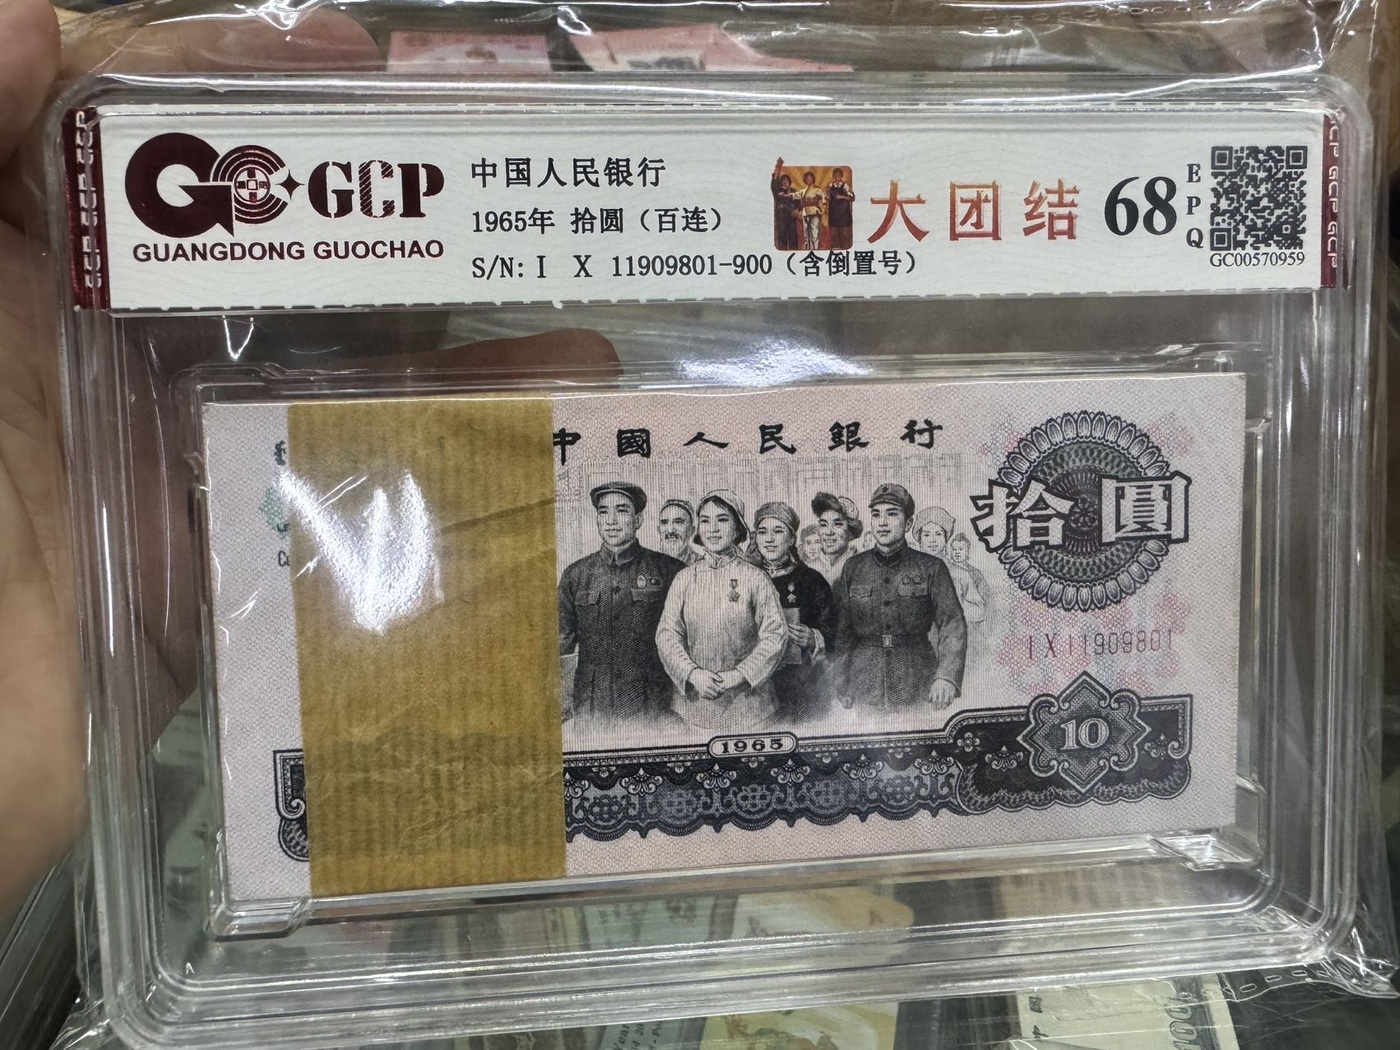 GCP
GUANGDONG GUOCHAO
中国人民银行
1965年 拾圆（百连）
S/N: I X 11909801-900（含倒置号）
大团结
68
EPQ
GC00570959
中國人民銀行
拾圓
I X 11909801
1965
10